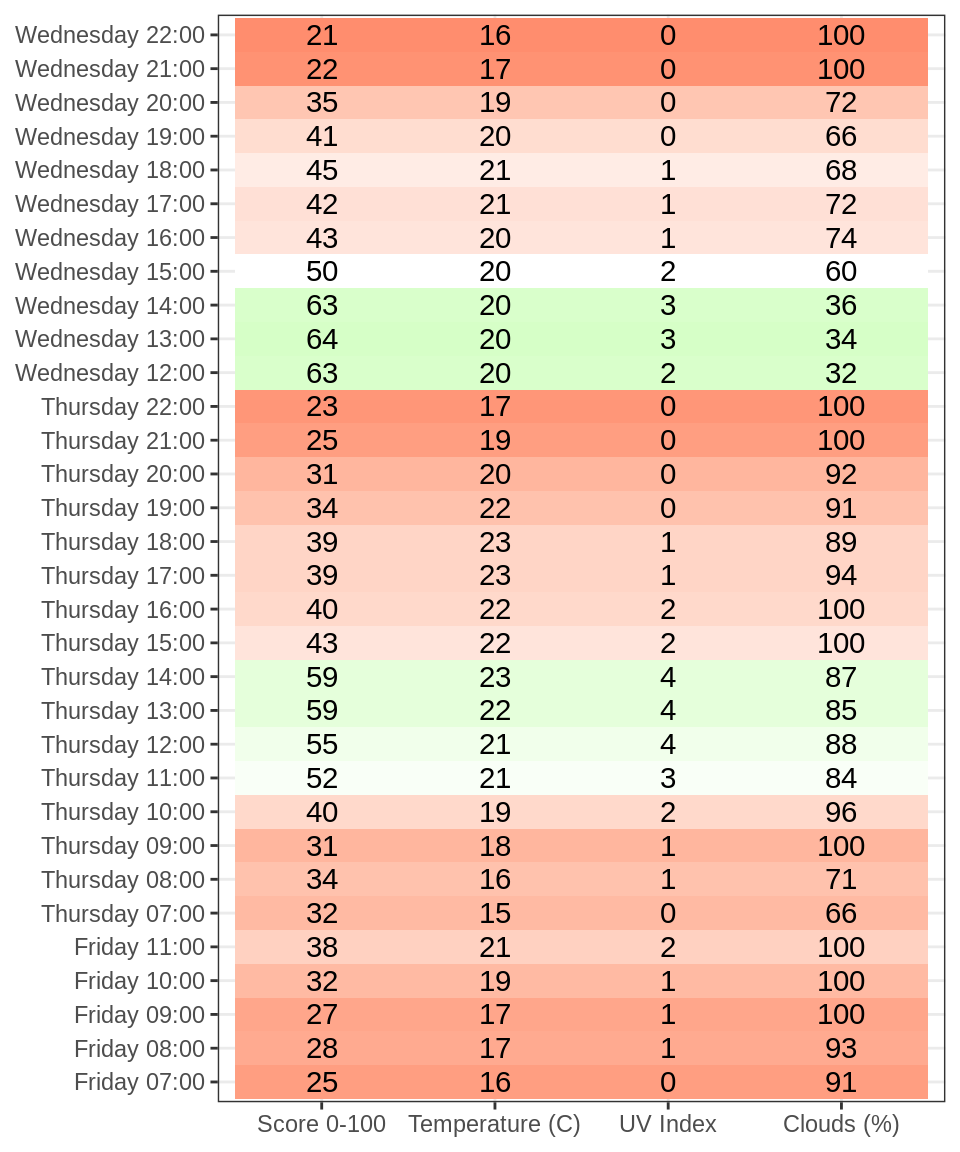 Wednesday 22:00 21 16 0 100
Wednesday 21:00 22 17 0 100
Wednesday 20:00 35 19 0 72
Wednesday 19:00 41 20 0 66
Wednesday 18:00 45 21 1 68
Wednesday 17:00 42 21 1 72
Wednesday 16:00 43 20 1 74
Wednesday 15:00 50 20 2 60
Wednesday 14:00 63 20 3 36
Wednesday 13:00 64 20 3 34
Wednesday 12:00 63 20 2 32
Thursday 22:00 23 17 0 100
Thursday 21:00 25 19 0 100
Thursday 20:00 31 20 0 92
Thursday 19:00 34 22 0 91
Thursday 18:00 39 23 1 89
Thursday 17:00 39 23 1 94
Thursday 16:00 40 22 2 100
Thursday 15:00 43 22 2 100
Thursday 14:00 59 23 4 87
Thursday 13:00 59 22 4 85
Thursday 12:00 55 21 4 88
Thursday 11:00 52 21 3 84
Thursday 10:00 40 19 2 96
Thursday 09:00 31 18 1 100
Thursday 08:00 34 16 1 71
Thursday 07:00 32 15 0 66
Friday 11:00 38 21 2 100
Friday 10:00 32 19 1 100
Friday 09:00 27 17 1 100
Friday 08:00 28 17 1 93
Friday 07:00 25 16 0 91
Score 0-100 Temperature (C) UV Index Clouds (%)